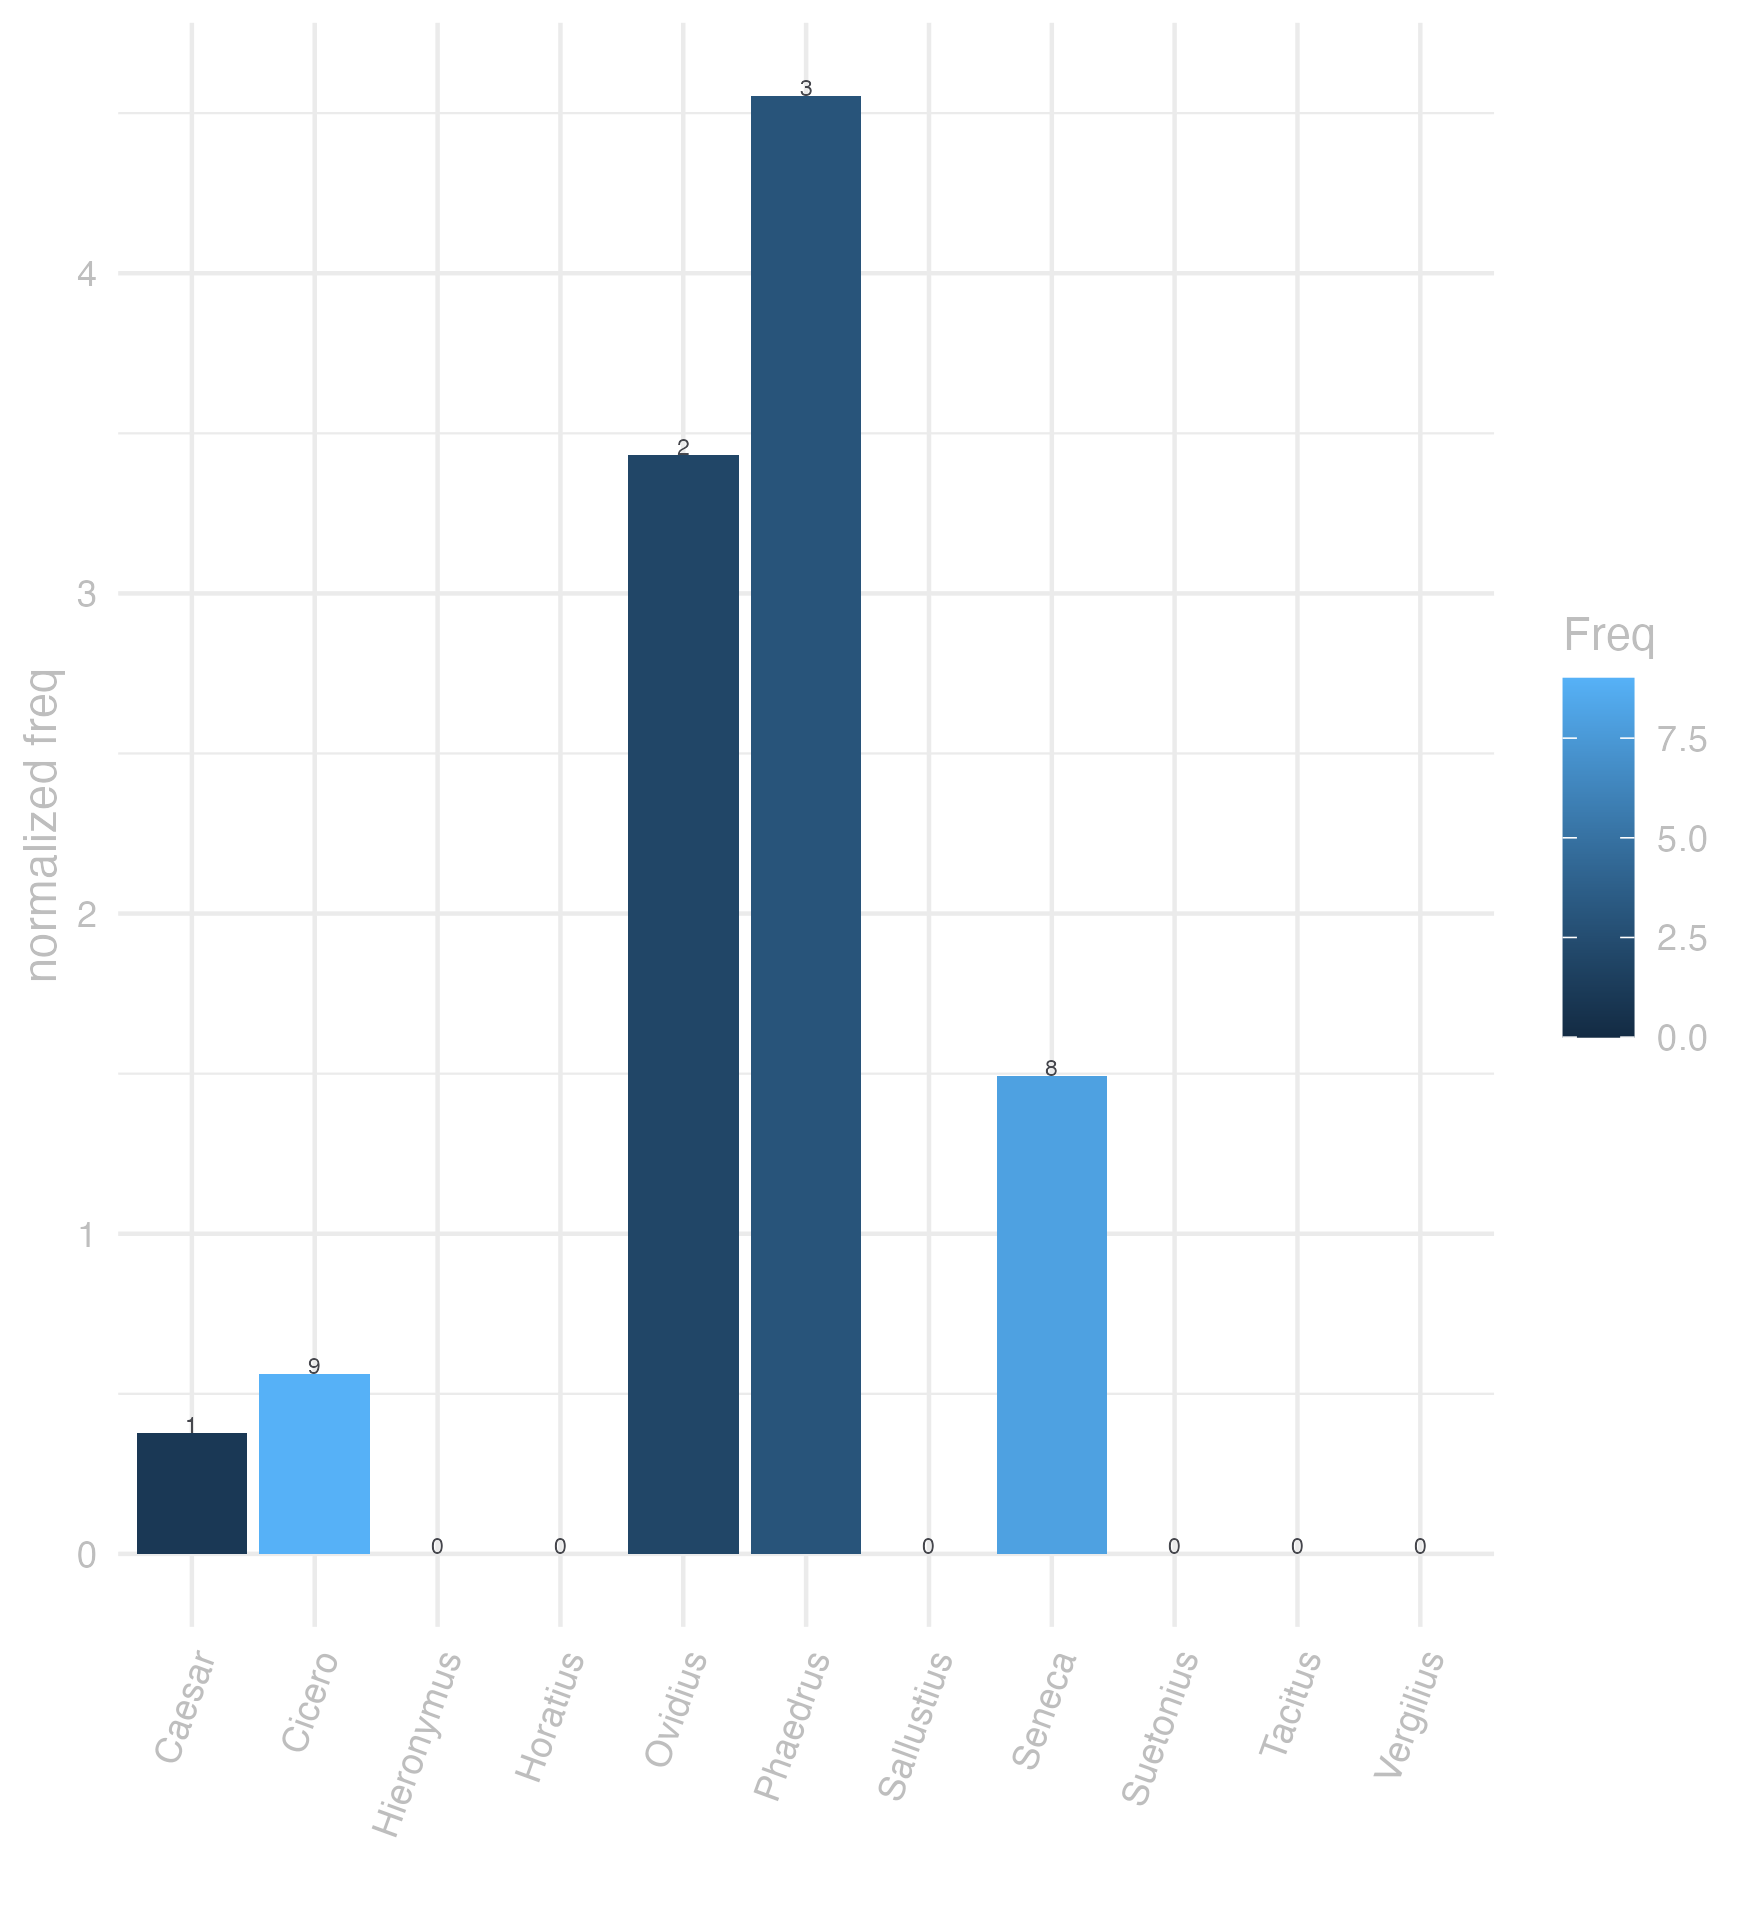 normalized freq
4
3
2
1
0
1
9
0
0
2
3
0
8
0
0
0
Caesar
Cicero
Hieronymus
Horatius
Ovidius
Phaedrus
Sallustius
Seneca
Suetonius
Tacitus
Vergilius
Freq
7.5
5.0
2.5
0.0